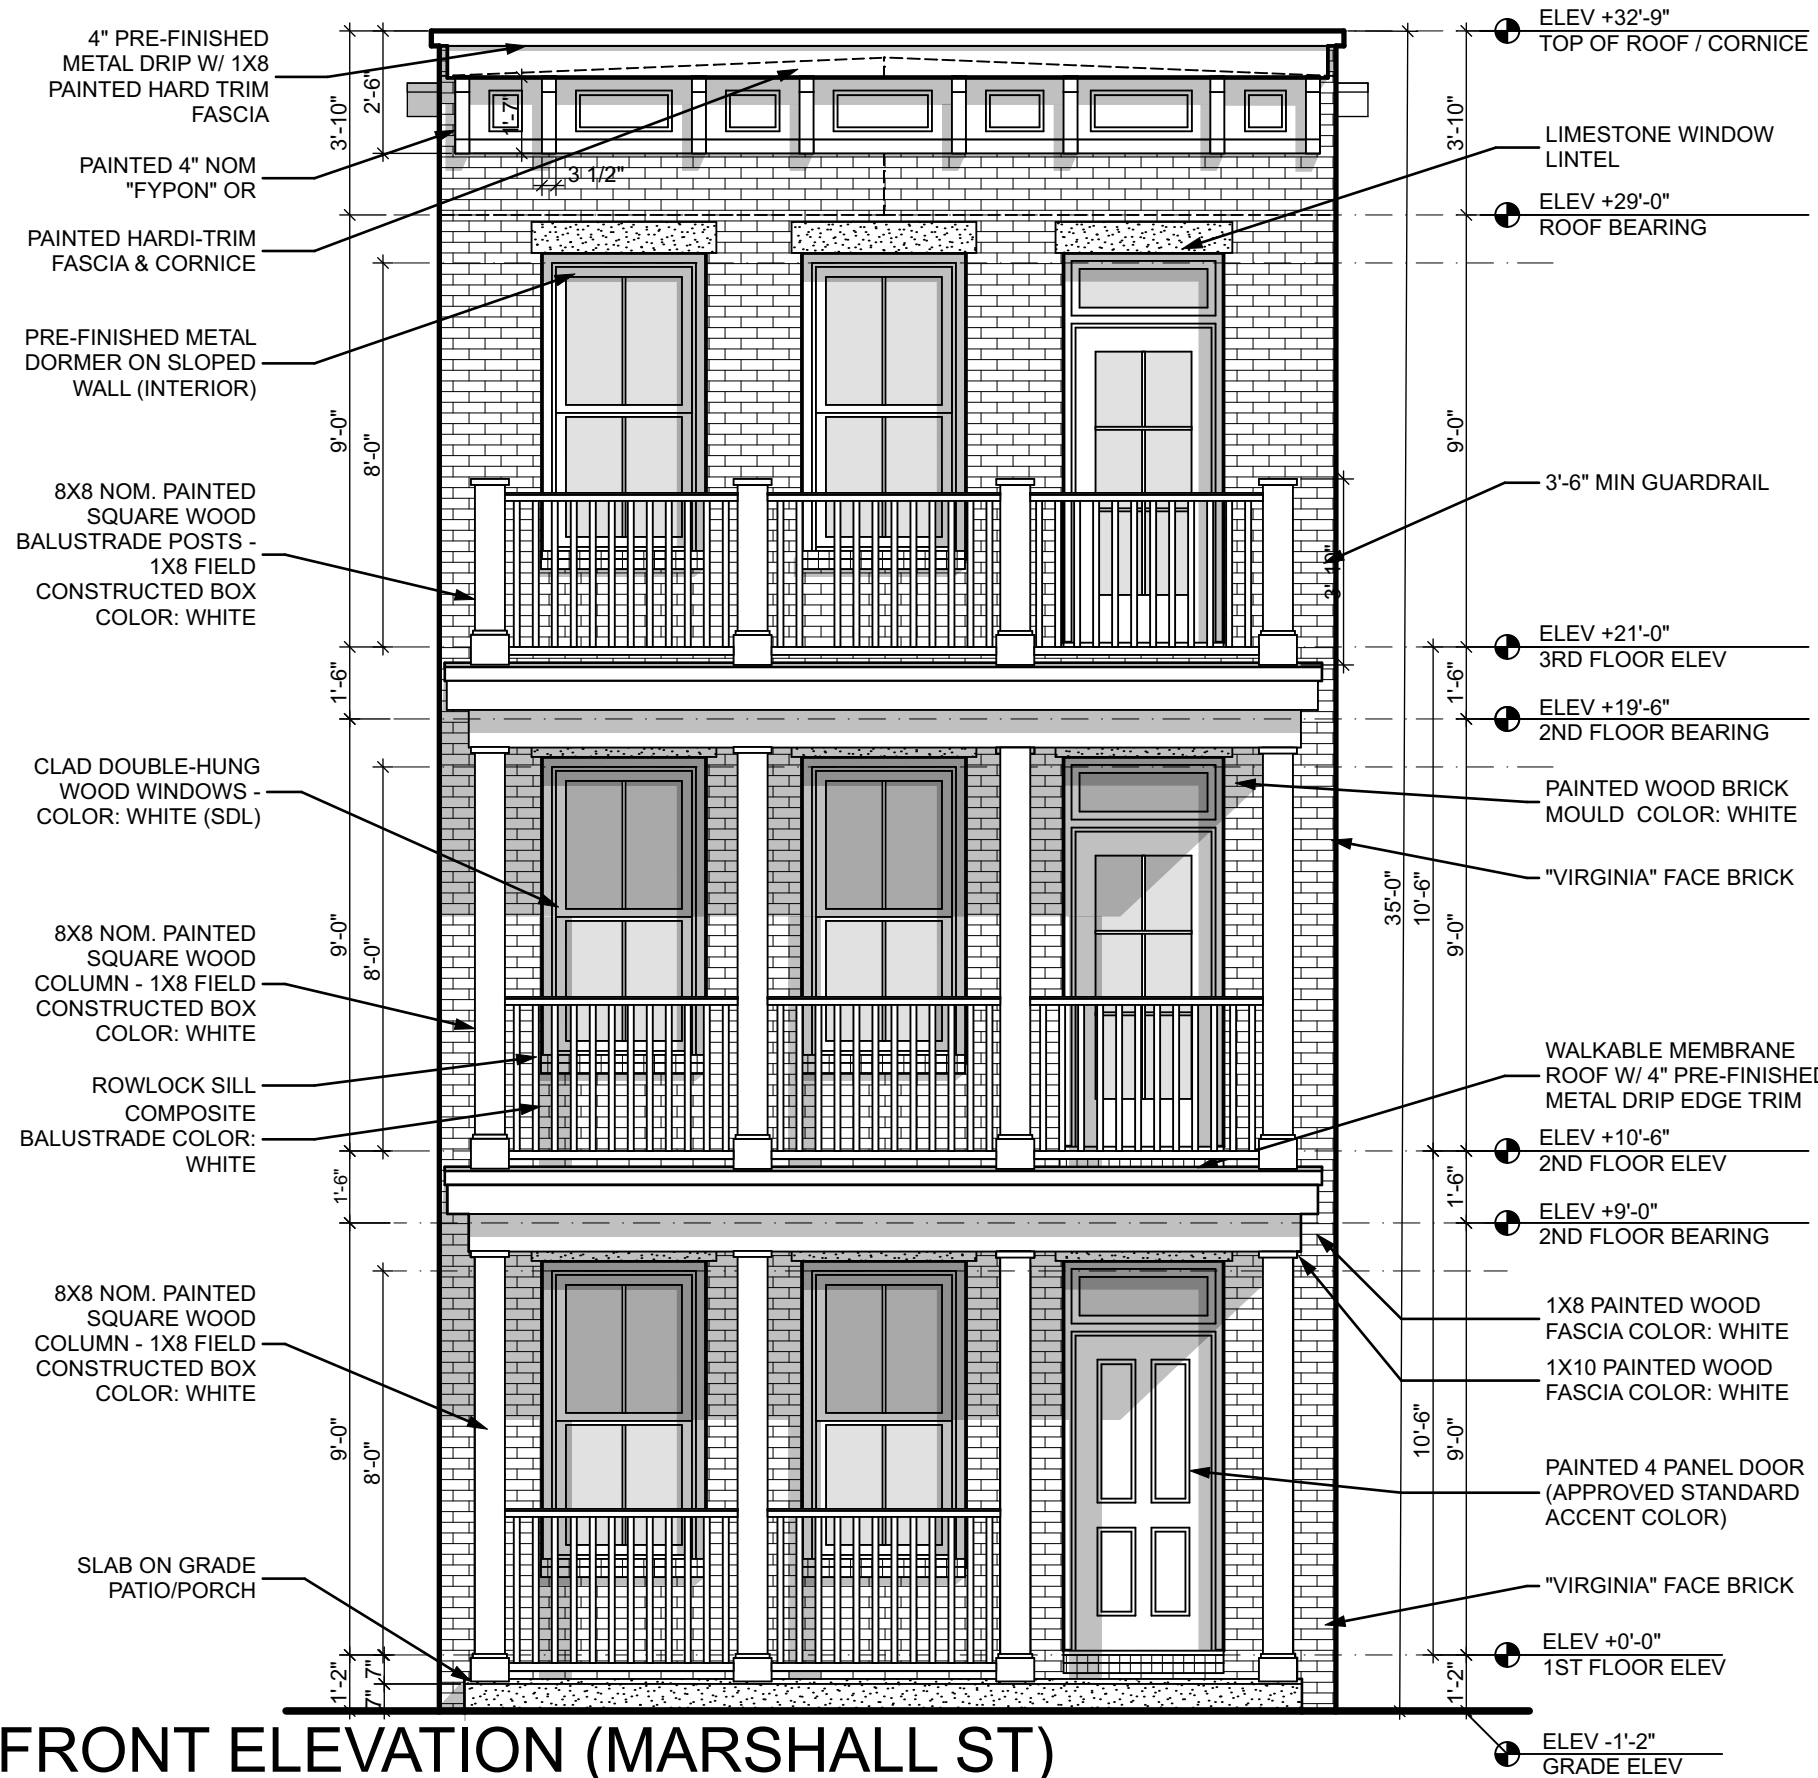 4" PRE-FINISHED
METAL DRIP W/ 1X8
PAINTED HARD TRIM
FASCIA
PAINTED 4" NOM
"FYPON" OR
PAINTED HARDI-TRIM
FASCIA & CORNICE
PRE-FINISHED METAL
DORMER ON SLOPED
WALL (INTERIOR)
8X8 NOM. PAINTED
SQUARE WOOD
BALUSTRADE POSTS -
1X8 FIELD
CONSTRUCTED BOX
COLOR: WHITE
CLAD DOUBLE-HUNG
WOOD WINDOWS -
COLOR: WHITE (SDL)
8X8 NOM. PAINTED
SQUARE WOOD
COLUMN - 1X8 FIELD
CONSTRUCTED BOX
COLOR: WHITE
ROWLOCK SILL
COMPOSITE
BALUSTRADE COLOR:
WHITE
8X8 NOM. PAINTED
SQUARE WOOD
COLUMN - 1X8 FIELD
CONSTRUCTED BOX
COLOR: WHITE
SLAB ON GRADE
PATIO/PORCH
3'-10"
2'-6"
1'-7"
3 1/2"
9'-0"
8'-0"
1'-6"
9'-0"
8'-0"
1'-6"
9'-0"
8'-0"
1'-2"
7"
7"
3'-10"
9'-0"
3'-10"
1'-6"
35'-0"
10'-6"
9'-0"
1'-6"
10'-6"
9'-0"
1'-2"
ELEV +32'-9"
TOP OF ROOF / CORNICE
LIMESTONE WINDOW
LINTEL
ELEV +29'-0"
ROOF BEARING
3'-6" MIN GUARDRAIL
ELEV +21'-0"
3RD FLOOR ELEV
ELEV +19'-6"
2ND FLOOR BEARING
PAINTED WOOD BRICK
MOULD COLOR: WHITE
"VIRGINIA" FACE BRICK
WALKABLE MEMBRANE
ROOF W/ 4" PRE-FINISHED
METAL DRIP EDGE TRIM
ELEV +10'-6"
2ND FLOOR ELEV
ELEV +9'-0"
2ND FLOOR BEARING
1X8 PAINTED WOOD
FASCIA COLOR: WHITE
1X10 PAINTED WOOD
FASCIA COLOR: WHITE
PAINTED 4 PANEL DOOR
(APPROVED STANDARD
ACCENT COLOR)
"VIRGINIA" FACE BRICK
ELEV +0'-0"
1ST FLOOR ELEV
ELEV -1'-2"
GRADE ELEV
FRONT ELEVATION (MARSHALL ST)